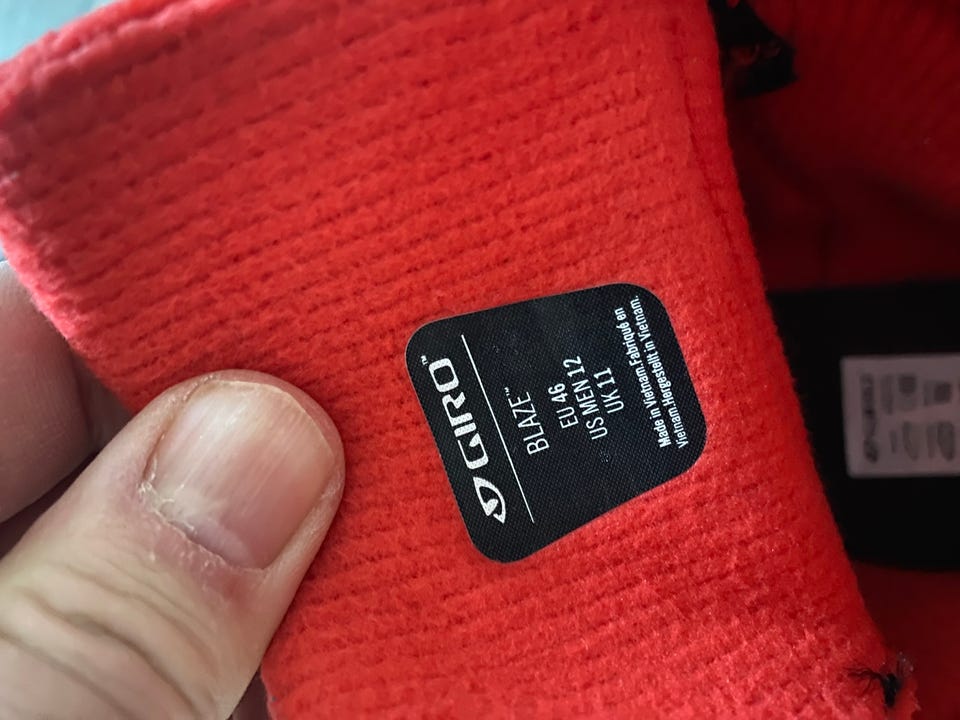 GIRO™
BLAZE™
EU 46
US MEN 12
UK 11
Made in Vietnam.Fabriqué en
Vietnam.Hergestellt in Vietnam.